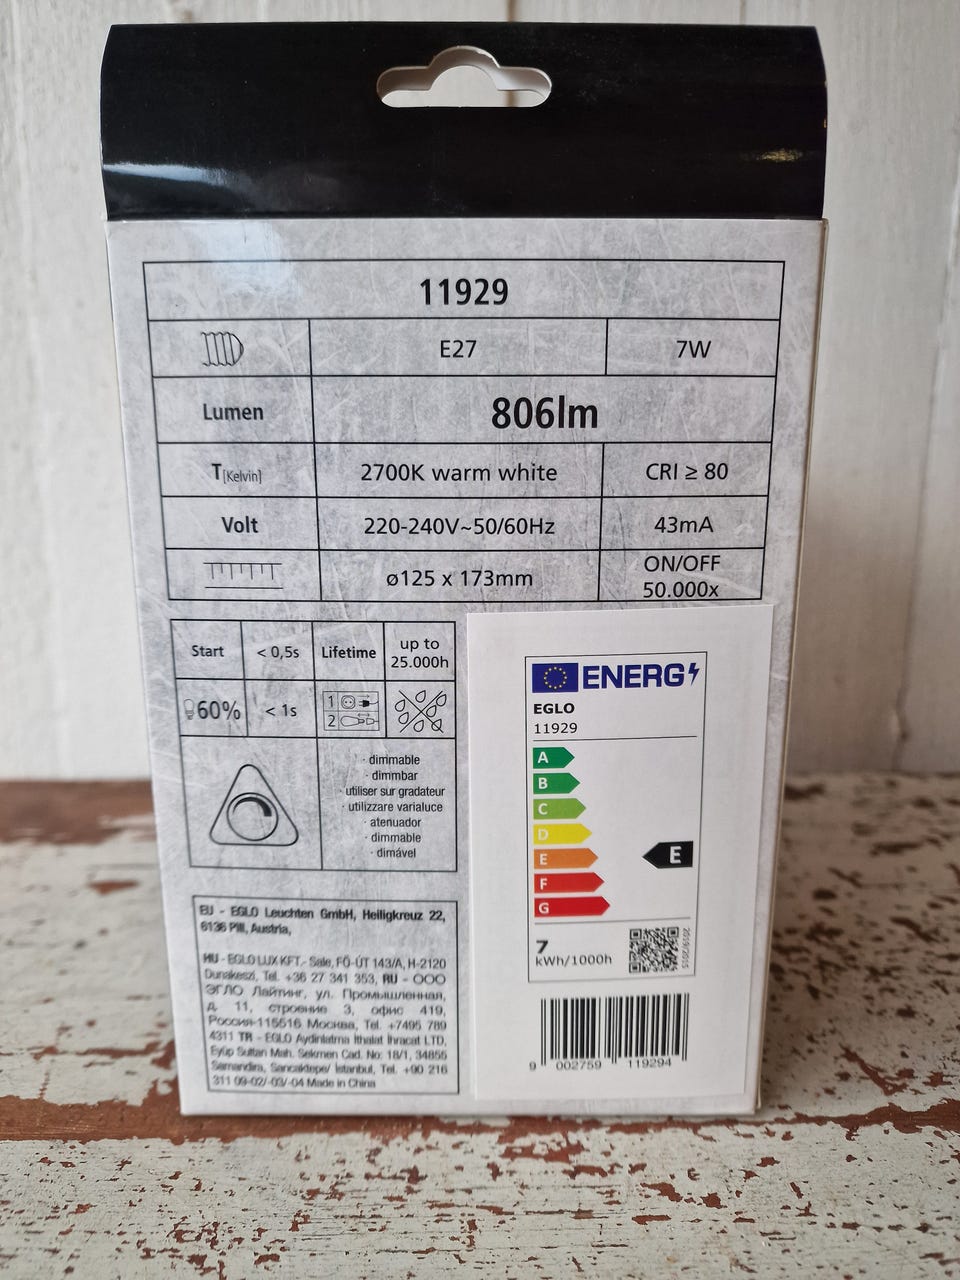 11929
E27 7W
Lumen 806lm
T[Kelvin] 2700K warm white CRI ≥ 80
Volt 220-240V~50/60Hz 43mA
ø125 x 173mm ON/OFF
50.000x
Start < 0,5s Lifetime up to
25.000h
60% < 1s 1
2
· dimmable
· dimmbar
· utiliser sur gradateur
· utilizzare varialuce
· atenuador
· dimmable
· dimável
EU - EGLO Leuchten GmbH, Heiligkreuz 22,
6136 Pill, Austria,
HU - EGLO LUX KFT.- Sale, FÖ-ÚT 143/A, H-2120
Dunakeszi, Tel. +36 27 341 353, RU - ООО
ЭГЛО Лайтинг, ул. Промышленная,
д. 11, строение 3, офис 419,
Россия-115516 Москва, Tel. +7495 789
4311 TR - EGLO Aydinlatma İthalat İhracat LTD.
Eyüp Sultan Mah. Sekmen Cad. No: 18/1, 34885
Samandıra, Sancaktepe/ İstanbul, Tel. +90 216
311 09-02/-03/-04 Made in China
ENERG
EGLO
11929
A
B
C
D
E E
F
G
7
kWh/1000h
2019/2015
9 002759 119294